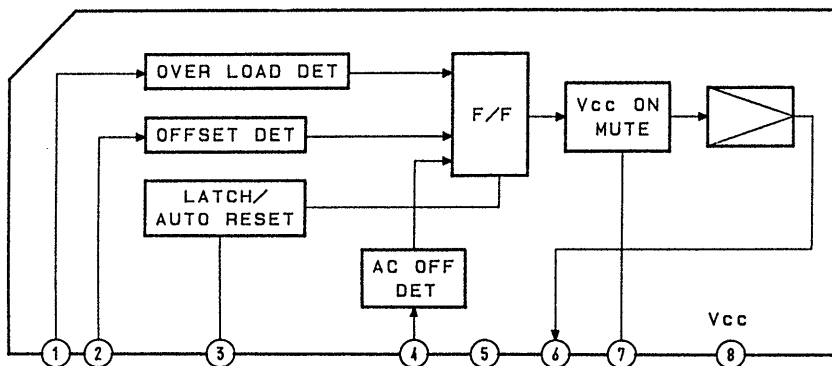 OVER LOAD DET
OFFSET DET
LATCH/
AUTO RESET
F/F
Vcc ON
MUTE
AC OFF
DET
Vcc
1
2
3
4
5
6
7
8